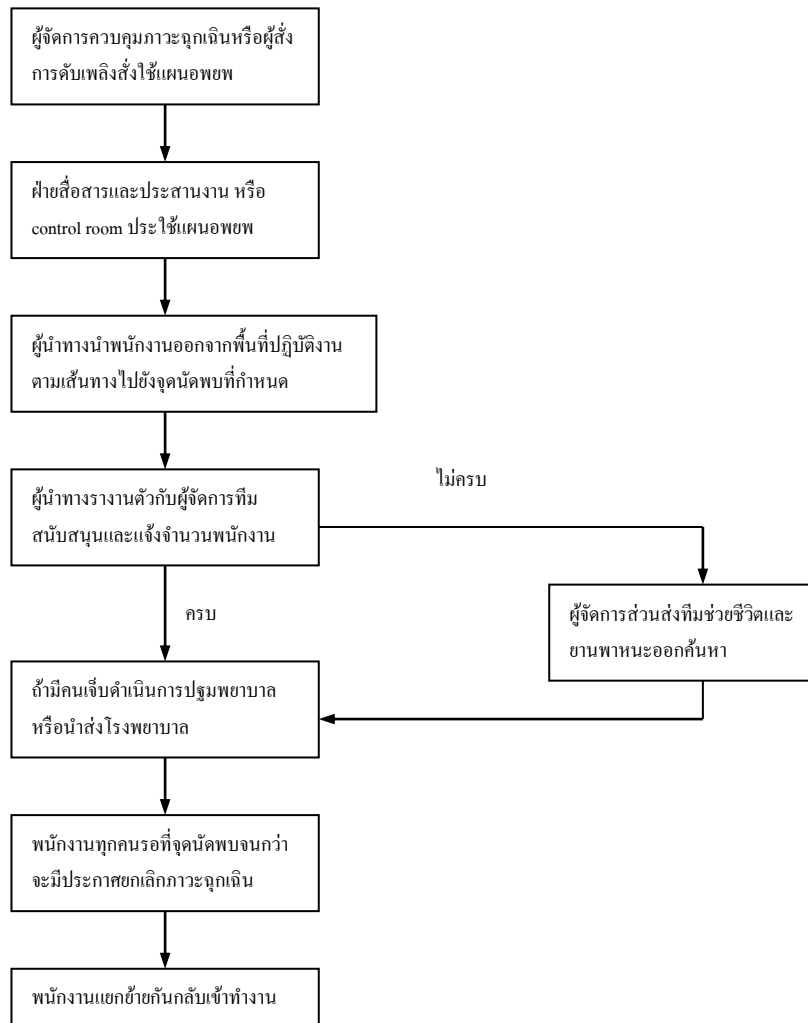 ผู้จัดการควบคุมภาวะฉุกเฉินหรือผู้สั่ง
การดับเพลิงสั่งใช้แผนอพยพ
ฝ่ายสื่อสารและประสานงาน หรือ
control room ประใช้แผนอพยพ
ผู้นำทางนำพนักงานออกจากพื้นที่ปฏิบัติงาน
ตามเส้นทางไปยังจุดนัดพบที่กำหนด
ผู้นำทางรางานตัวกับผู้จัดการทีม
สนับสนุนและแจ้งจำนวนพนักงาน
ไม่ครบ
ครบ
ผู้จัดการส่วนส่งทีมช่วยชีวิตและ
ยานพาหนะออกค้นหา
ถ้ามีคนเจ็บดำเนินการปฐมพยาบาล
หรือนำส่งโรงพยาบาล
พนักงานทุกคนรอที่จุดนัดพบจนกว่า
จะมีประกาศยกเลิกภาวะฉุกเฉิน
พนักงานแยกย้ายกันกลับเข้าทำงาน